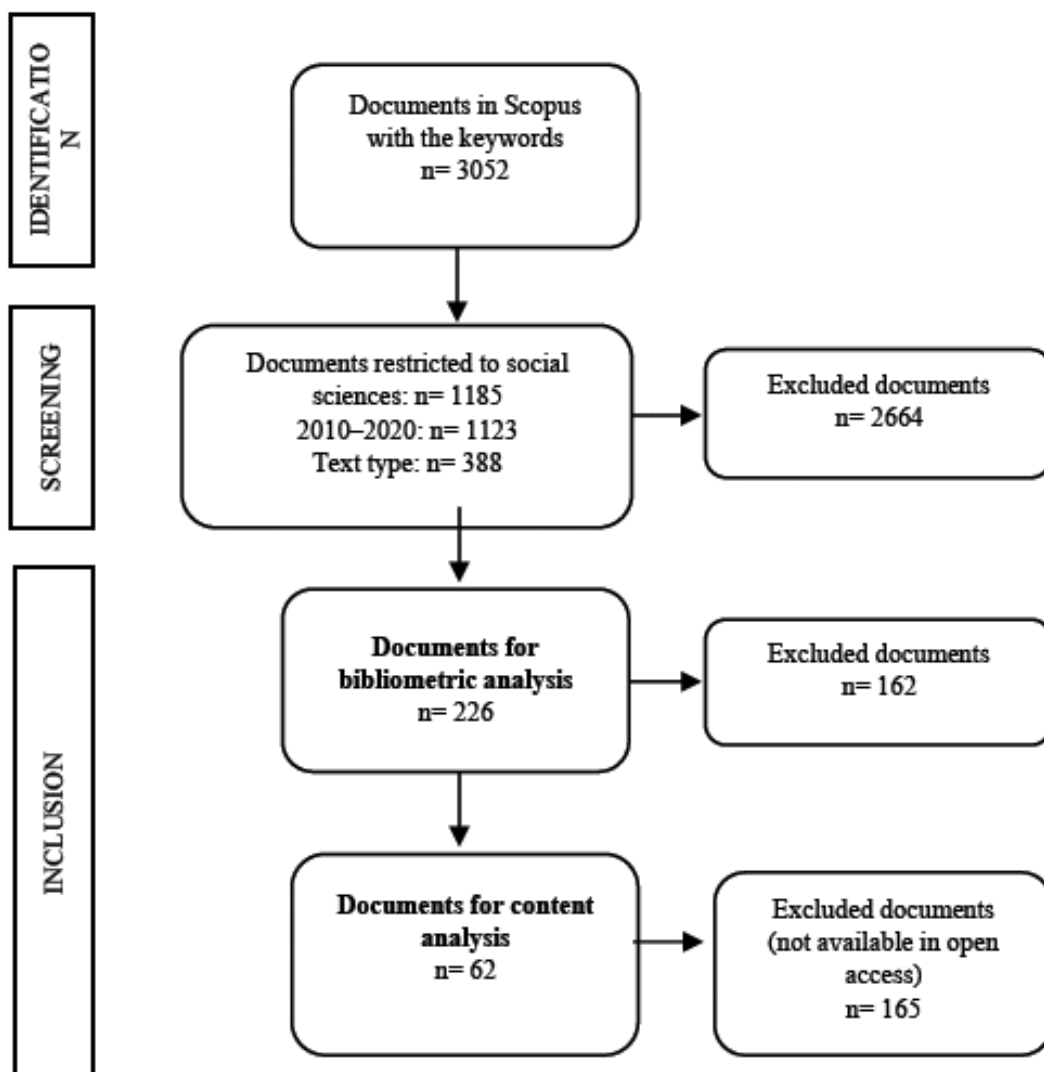 IDENTIFICATIO
N
Documents in Scopus
with the keywords
n= 3052
SCREENING
Documents restricted to social
sciences: n= 1185
2010–2020: n= 1123
Text type: n= 388
Excluded documents
n= 2664
INCLUSION
Documents for
bibliometric analysis
n= 226
Excluded documents
n= 162
Documents for content
analysis
n= 62
Excluded documents
(not available in open
access)
n= 165